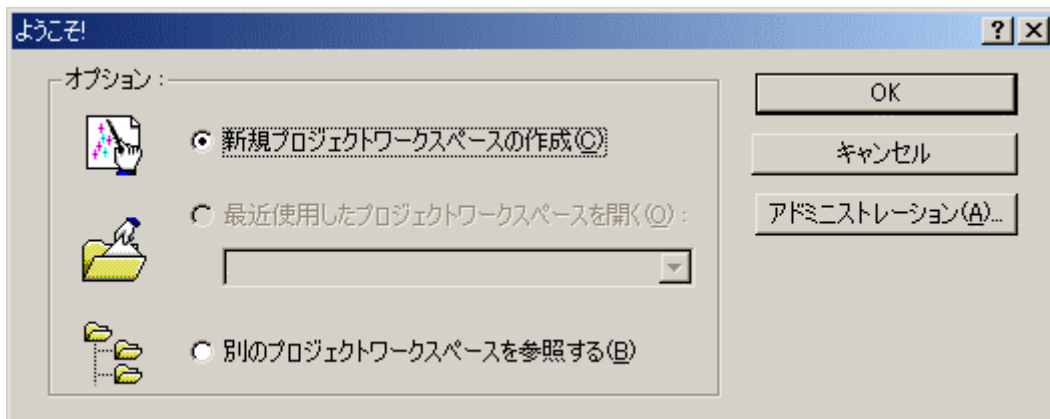 ようこそ!
オプション :
新規プロジェクトワークスペースの作成(C)
最近使用したプロジェクトワークスペースを開く(O) :
別のプロジェクトワークスペースを参照する(B)
OK
キャンセル
アドミニストレーション(A)...